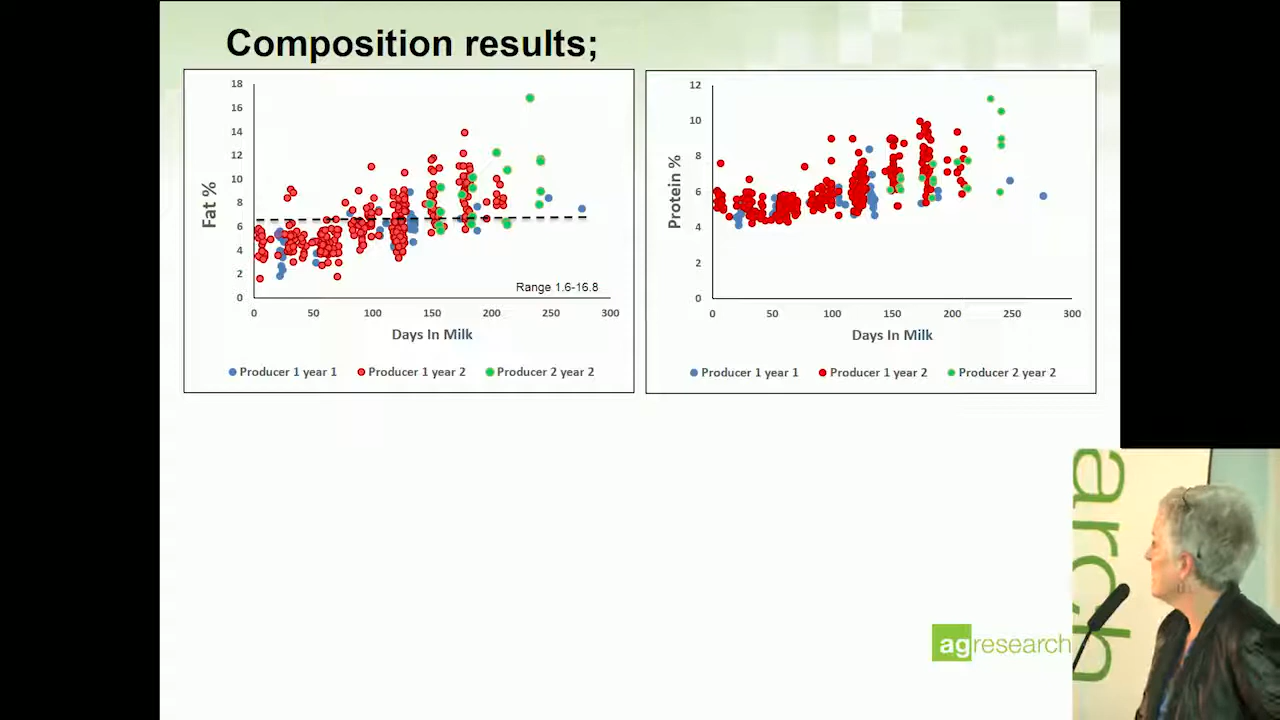 Composition results;
18
16
14
12
10
8
6
4
2
0
Fat %
Range 1.6-16.8
0 50 100 150 200 250 300
Days In Milk
Producer 1 year 1 Producer 1 year 2 Producer 2 year 2
12
10
8
6
4
2
0
Protein %
0 50 100 150 200 250 300
Days In Milk
Producer 1 year 1 Producer 1 year 2 Producer 2 year 2
agresearch
arch